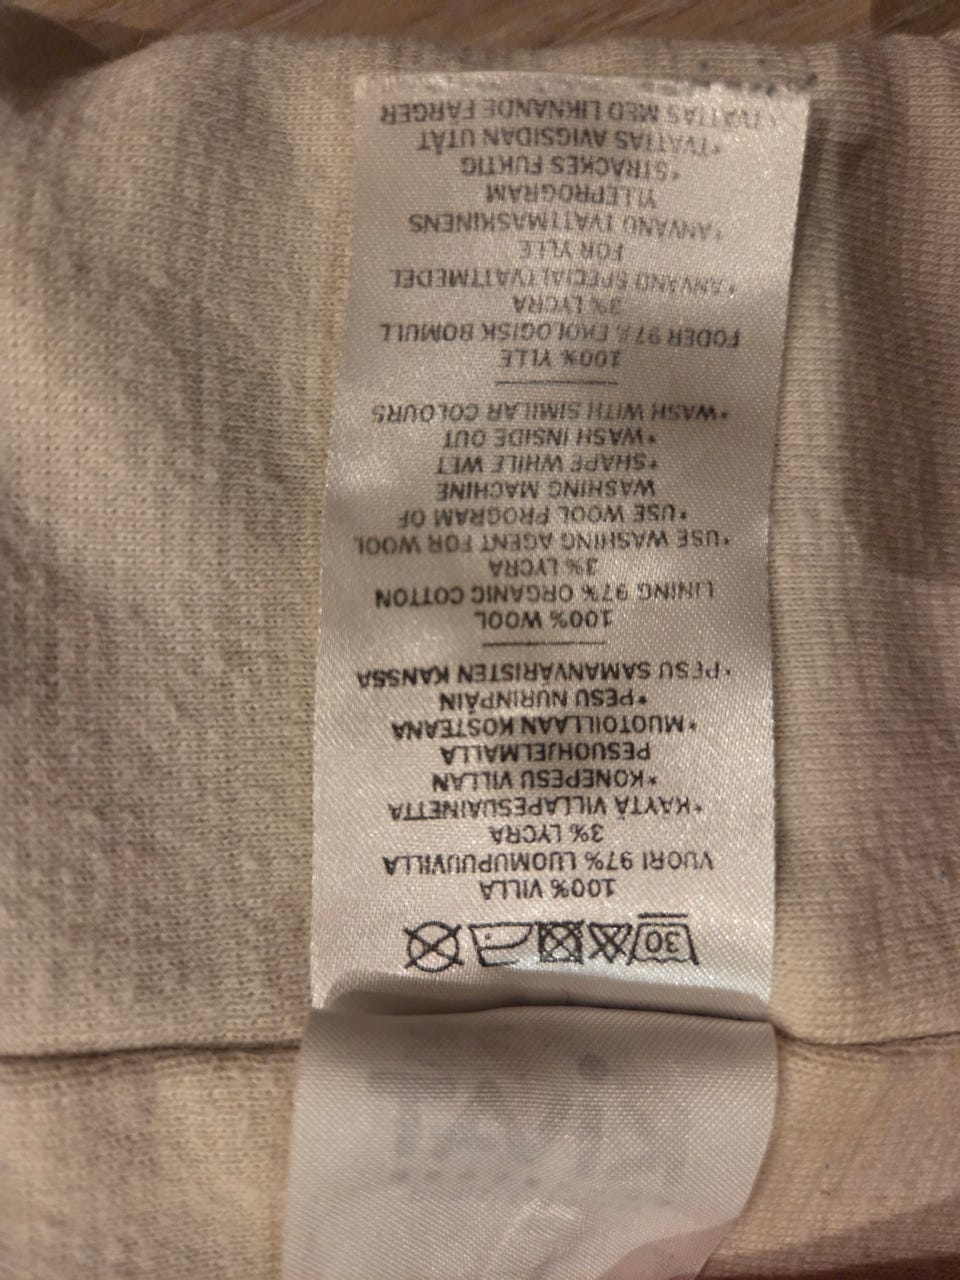 30
100% VILLA
VUORI 97% LUOMUPUUVILLA
3% LYCRA
*KÄYTÄ VILLAPESUAINETTA
*KONEPESU VILLAN
PESUOHJELMALLA
*MUOTOILLAAN KOSTEANA
*PESU NURINPÄIN
*PESU SAMANVÄRISTEN KANSSA
100% WOOL
LINING 97% ORGANIC COTTON
3% LYCRA
*USE WASHING AGENT FOR WOOL
*USE WOOL PROGRAM OF
WASHING MACHINE
*SHAPE WHILE WET
*WASH INSIDE OUT
*WASH WITH SIMILAR COLOURS
100% YLLE
FODER 97% EKOLOGISK BOMULL
3% LYCRA
*ANVÄND SPECIALTVÄTTMEDEL
FÖR YLLE
*ANVÄND TVÄTTMASKINENS
YLLEPROGRAM
*STRÄCKES FUKTIG
*TVÄTTAS AVIGSIDAN UTÅT
*TVÄTTAS MED LIKNANDE FÄRGER